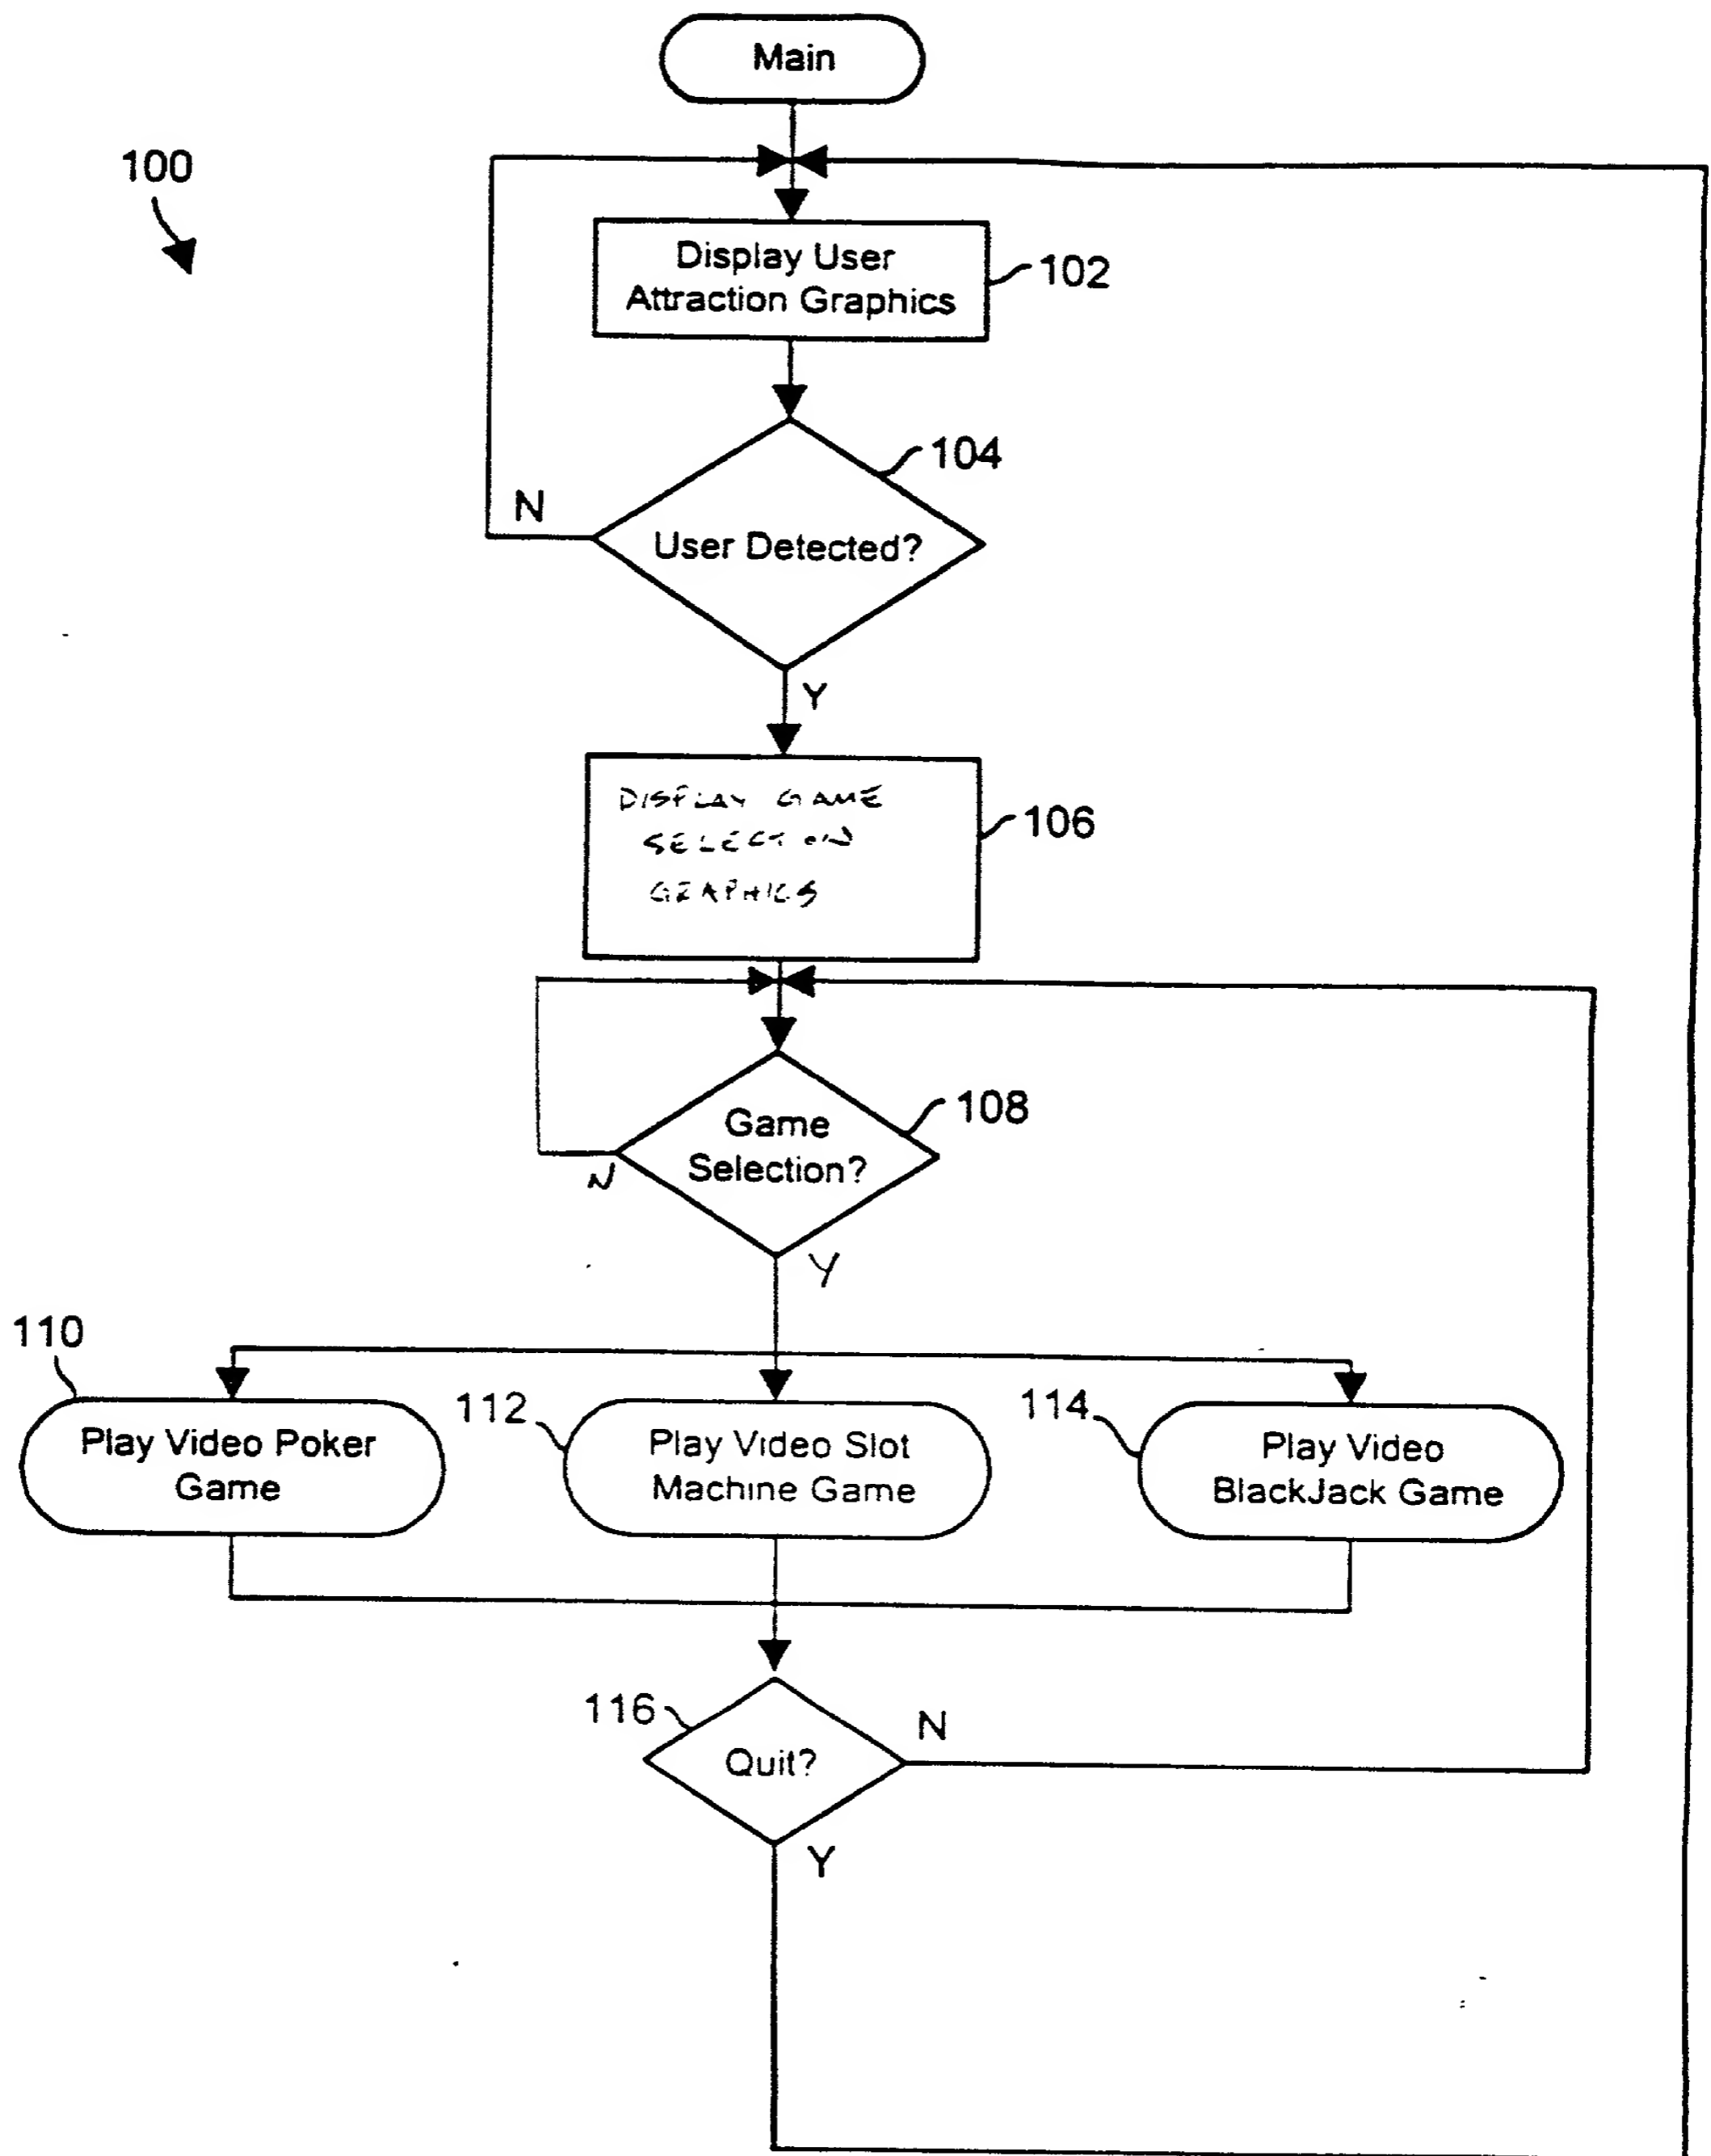 Main
100
Display User
Attraction Graphics
102
104
N
User Detected?
Y
DISPLAY GAME
SELECTION
GRAPHICS
106
108
Game
Selection?
N
Y
110
Play Video Poker
Game
112
Play Video Slot
Machine Game
114
Play Video
BlackJack Game
116
Quit?
N
Y